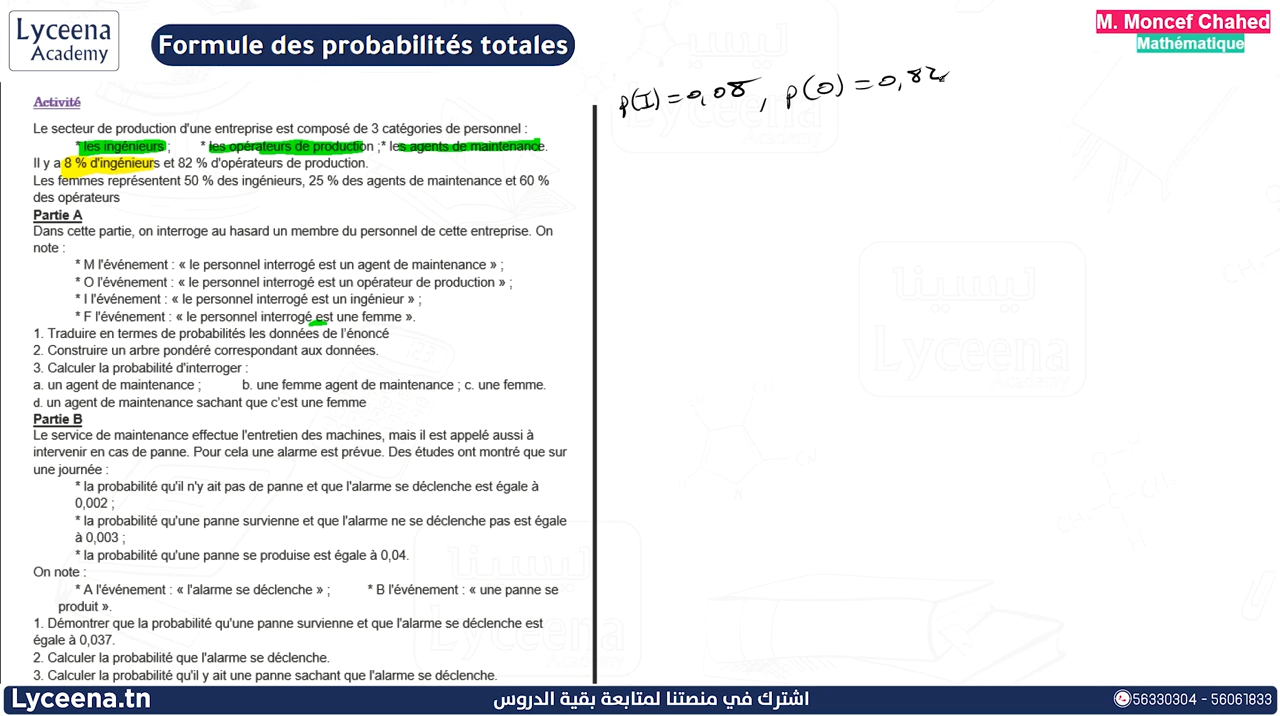 Lyceena
Academy
Formule des probabilités totales
M. Moncef Chahed
Mathématique
p(I) = 0,08 , p(O) = 0,82
Activité
Le secteur de production d'une entreprise est composé de 3 catégories de personnel :
* les ingénieurs ; * les opérateurs de production ;* les agents de maintenance.
Il y a 8 % d'ingénieurs et 82 % d'opérateurs de production.
Les femmes représentent 50 % des ingénieurs, 25 % des agents de maintenance et 60 %
des opérateurs
Partie A
Dans cette partie, on interroge au hasard un membre du personnel de cette entreprise. On
note :
* M l'événement : « le personnel interrogé est un agent de maintenance » ;
* O l'événement : « le personnel interrogé est un opérateur de production » ;
* I l'événement : « le personnel interrogé est un ingénieur » ;
* F l'événement : « le personnel interrogé est une femme ».
1. Traduire en termes de probabilités les données de l'énoncé
2. Construire un arbre pondéré correspondant aux données.
3. Calculer la probabilité d'interroger :
a. un agent de maintenance ; b. une femme agent de maintenance ; c. une femme.
d. un agent de maintenance sachant que c'est une femme
Partie B
Le service de maintenance effectue l'entretien des machines, mais il est appelé aussi à
intervenir en cas de panne. Pour cela une alarme est prévue. Des études ont montré que sur
une journée :
* la probabilité qu'il n'y ait pas de panne et que l'alarme se déclenche est égale à
0,002 ;
* la probabilité qu'une panne survienne et que l'alarme ne se déclenche pas est égale
à 0,003 ;
* la probabilité qu'une panne se produise est égale à 0,04.
On note :
* A l'événement : « l'alarme se déclenche » ; * B l'événement : « une panne se
produit ».
1. Démontrer que la probabilité qu'une panne survienne et que l'alarme se déclenche est
égale à 0,037.
2. Calculer la probabilité que l'alarme se déclenche.
3. Calculer la probabilité qu'il y ait une panne sachant que l'alarme se déclenche.
Lyceena.tn
اشترك في منصتنا لمتابعة بقية الدروس
56330304 - 56061833